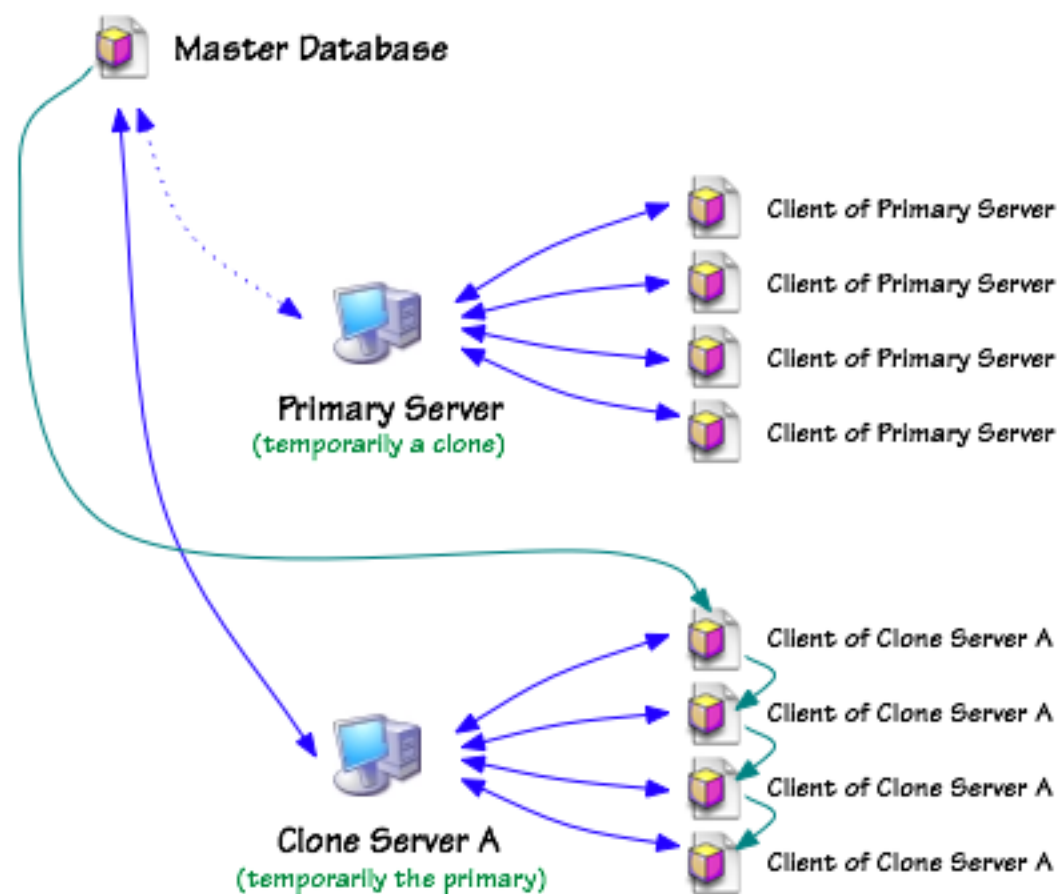 Master Database
Client of Primary Server
Client of Primary Server
Client of Primary Server
Primary Server
(temporarily a clone)
Client of Primary Server
Client of Clone Server A
Client of Clone Server A
Client of Clone Server A
Clone Server A
(temporarily the primary)
Client of Clone Server A